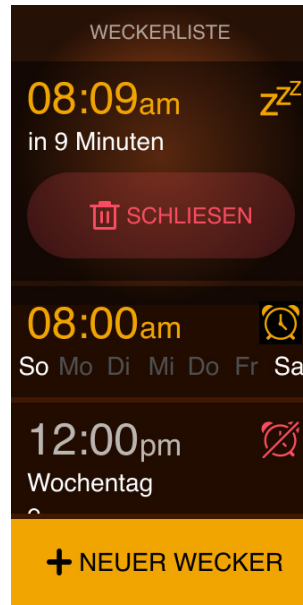 WECKERLISTE
08:09am
zzZ
in 9 Minuten
SCHLIESEN
08:00am
So Mo Di Mi Do Fr Sa
12:00pm
Wochentag
NEUER WECKER